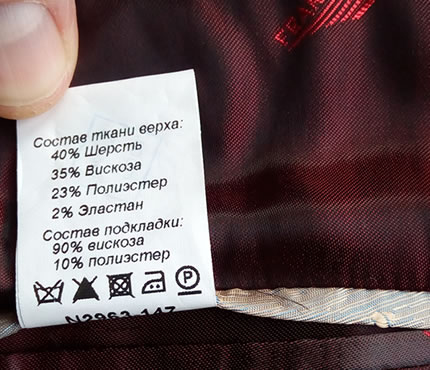 Состав ткани верха:
40% Шерсть
35% Вискоза
23% Полиэстер
2% Эластан
Состав подкладки:
90% вискоза
10% полиэстер
P